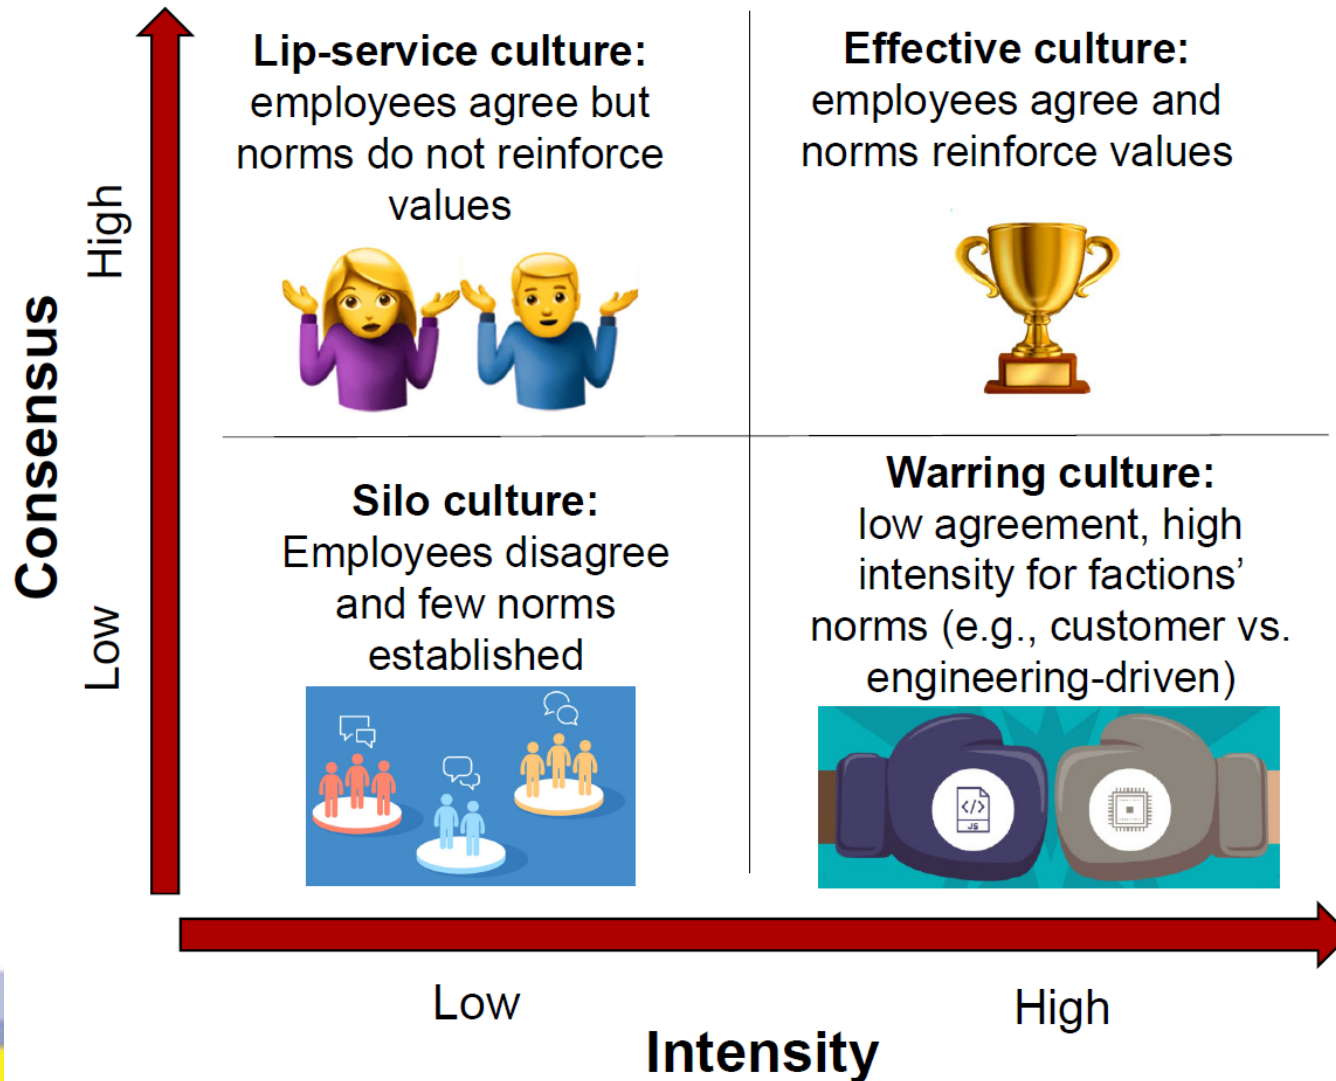 Lip-service culture:
employees agree but
norms do not reinforce
values
Effective culture:
employees agree and
norms reinforce values
High
Consensus
Low
Silo culture:
Employees disagree
and few norms
established
Warring culture:
low agreement, high
intensity for factions’
norms (e.g., customer vs.
engineering-driven)
</>
JS
Low
High
Intensity